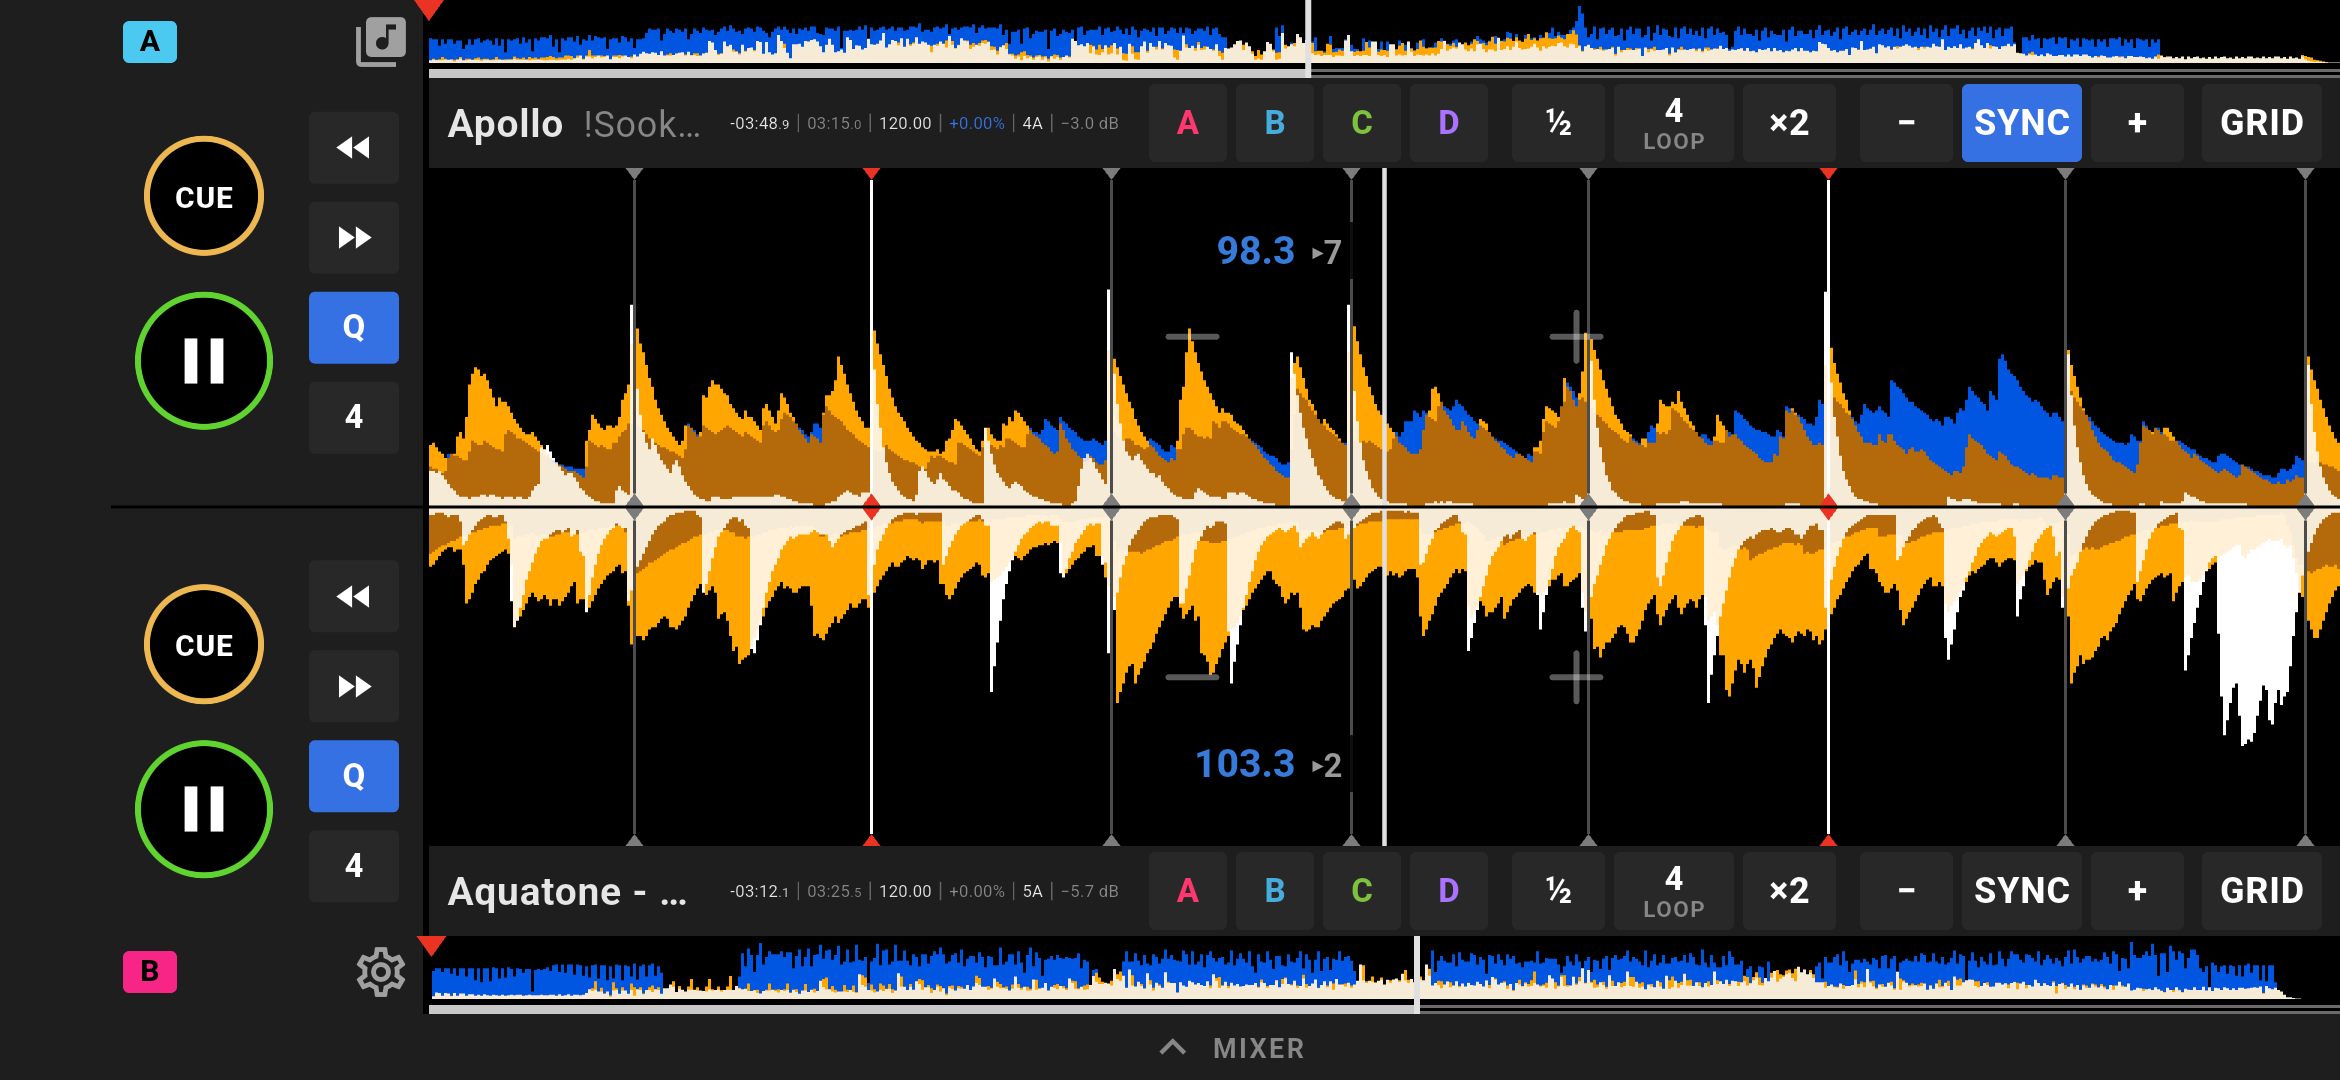 A
Apollo !Sook... -03:48.9 | 03:15.0 | 120.00 | +0.00% | 4A | −3.0 dB A B C D ½ 4 LOOP ×2 − SYNC + GRID
CUE
98.3 ▸7
Q
4
CUE
Q
103.3 ▸2
4
Aquatone - ... -03:12.1 | 03:25.5 | 120.00 | +0.00% | 5A | −5.7 dB A B C D ½ 4 LOOP ×2 − SYNC + GRID
B
MIXER